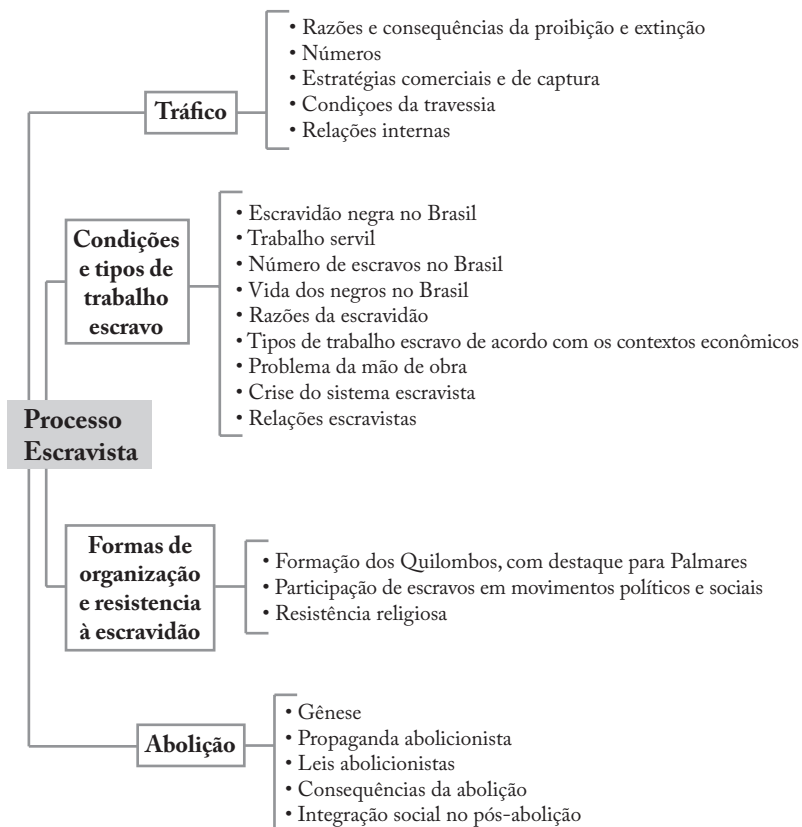 • Razões e consequências da proibição e extinção
• Números
• Estratégias comerciais e de captura
• Condiçoes da travessia
• Relações internas
Tráfico
• Escravidão negra no Brasil
• Trabalho servil
• Número de escravos no Brasil
• Vida dos negros no Brasil
• Razões da escravidão
• Tipos de trabalho escravo de acordo com os contextos econômicos
• Problema da mão de obra
• Crise do sistema escravista
• Relações escravistas
Condições
e tipos de
trabalho
escravo
Processo
Escravista
Formas de
organização
e resistencia
à escravidão
• Formação dos Quilombos, com destaque para Palmares
• Participação de escravos em movimentos políticos e sociais
• Resistência religiosa
Abolição
• Gênese
• Propaganda abolicionista
• Leis abolicionistas
• Consequências da abolição
• Integração social no pós-abolição